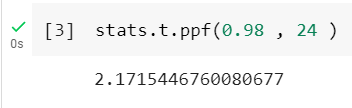 [3] stats.t.ppf(0.98 , 24 )
0s
2.1715446760080677